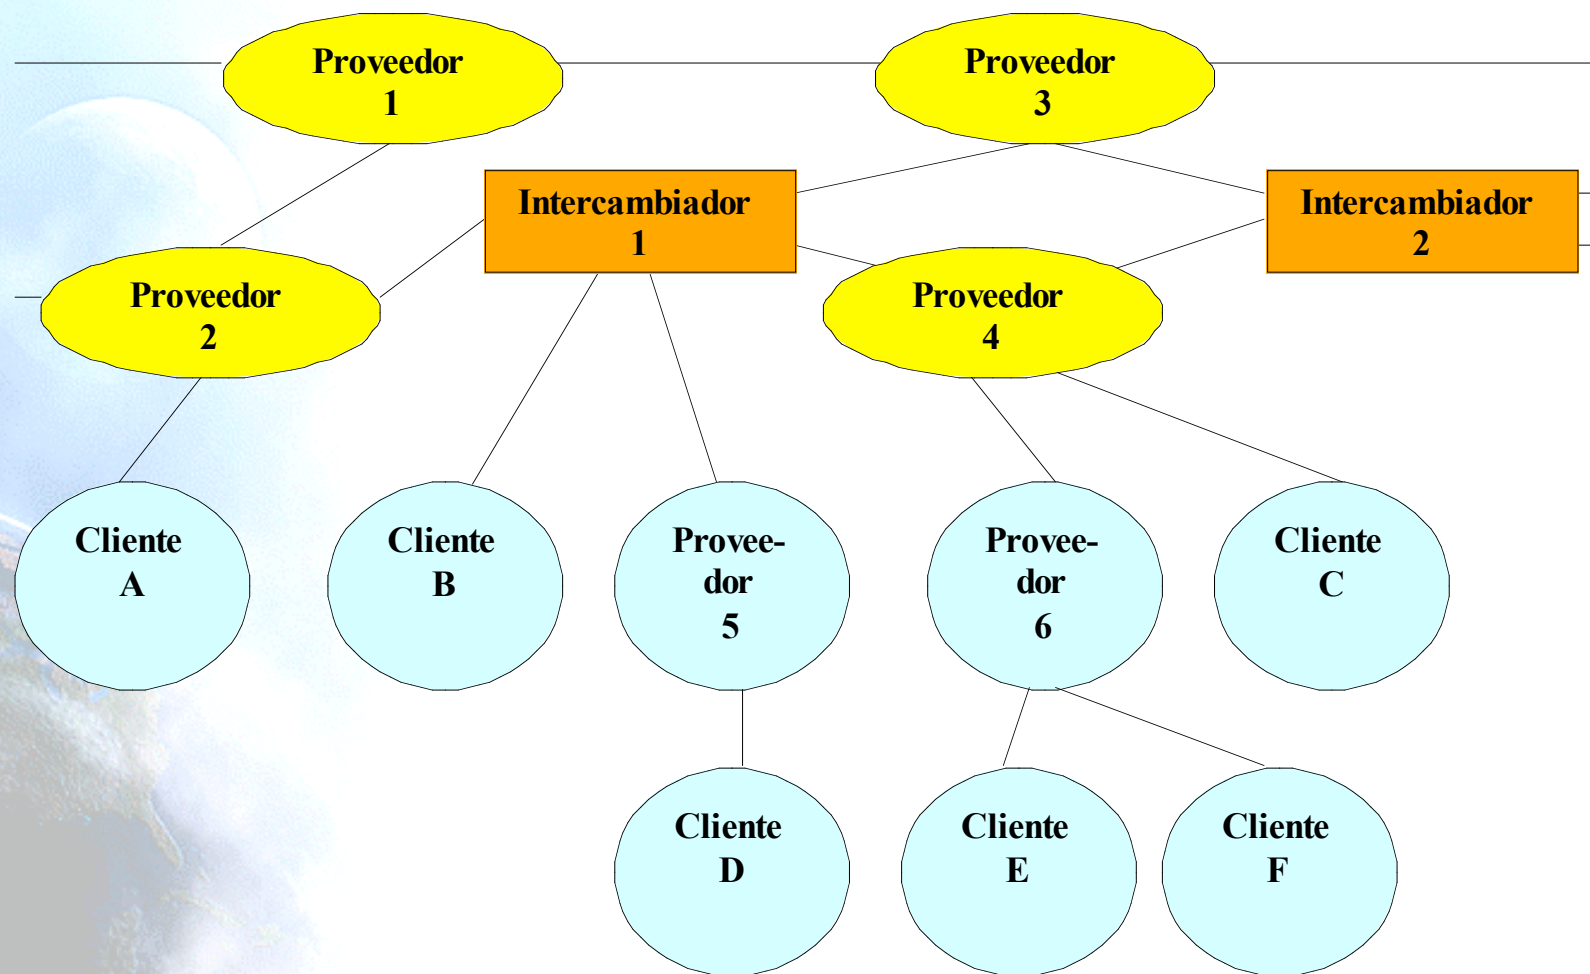 Proveedor
1
Proveedor
3
Intercambiador
1
Intercambiador
2
Proveedor
2
Proveedor
4
Cliente
A
Cliente
B
Provee-
dor
5
Provee-
dor
6
Cliente
C
Cliente
D
Cliente
E
Cliente
F